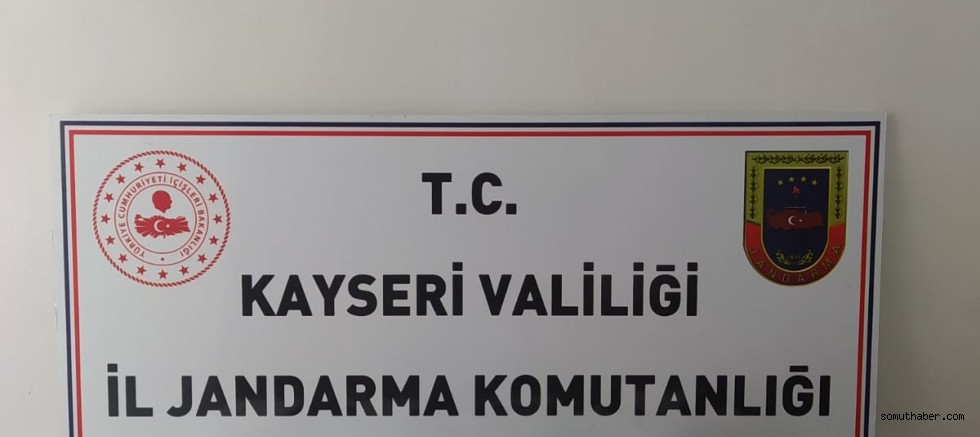 T.C.
KAYSERİ VALİLİĞİ
İL JANDARMA KOMUTANLIĞI
TÜRKİYE CUMHURİYETİ İÇİŞLERİ BAKANLIĞI
JANDARMA
somuthaber.com